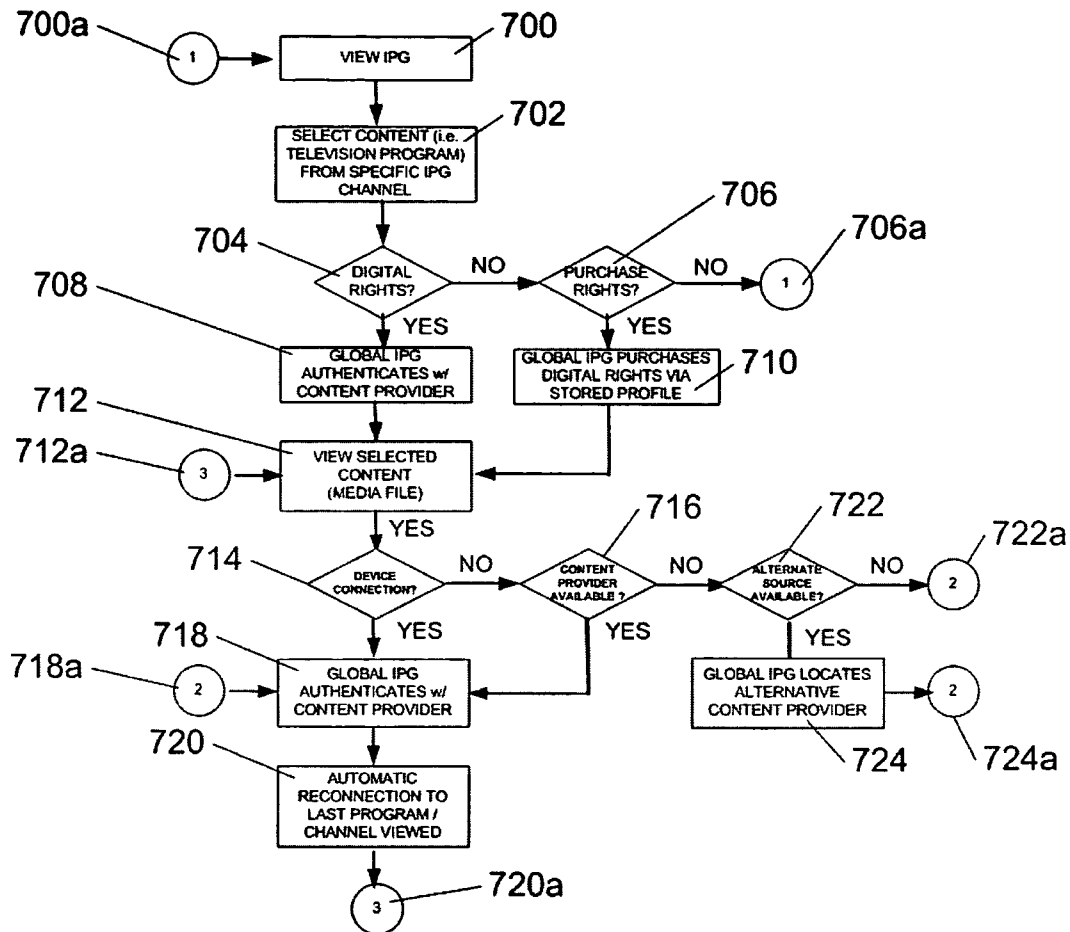 700a
1
VIEW IPG
700
SELECT CONTENT (i.e.
TELEVISION PROGRAM)
FROM SPECIFIC IPG
CHANNEL
702
704
DIGITAL
RIGHTS?
NO
706
PURCHASE
RIGHTS?
NO
706a
1
YES
YES
708
GLOBAL IPG
AUTHENTICATES w/
CONTENT PROVIDER
GLOBAL IPG PURCHASES
DIGITAL RIGHTS VIA
STORED PROFILE
710
712
712a
3
VIEW SELECTED
CONTENT
(MEDIA FILE)
YES
714
DEVICE
CONNECTION?
NO
716
CONTENT
PROVIDER
AVAILABLE ?
NO
722
ALTERNATE
SOURCE
AVAILABLE?
NO
722a
2
YES
YES
YES
718
718a
2
GLOBAL IPG
AUTHENTICATES w/
CONTENT PROVIDER
GLOBAL IPG LOCATES
ALTERNATIVE
CONTENT PROVIDER
724
2
724a
720
AUTOMATIC
RECONNECTION TO
LAST PROGRAM /
CHANNEL VIEWED
3
720a